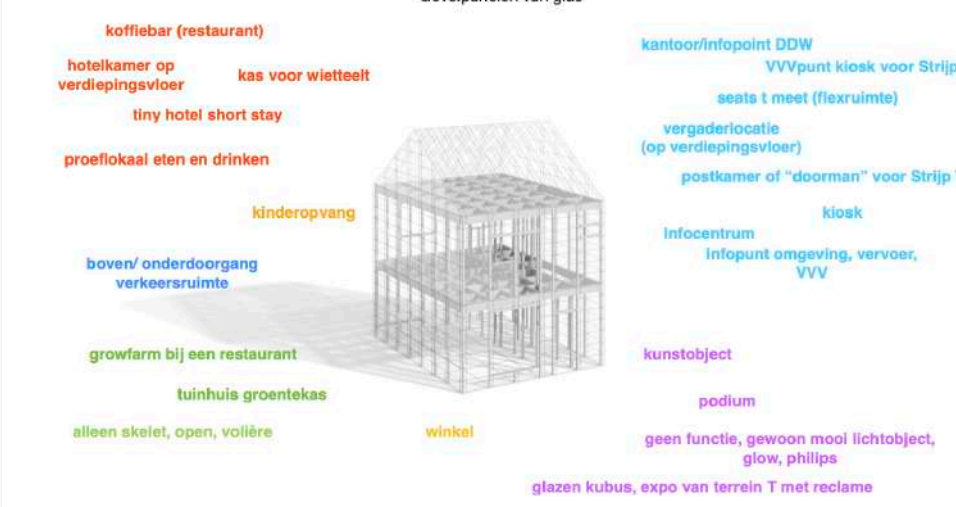 koffiebar (restaurant)
hotelkamer op
verdiepingsvloer
kas voor wietteelt
tiny hotel short stay
proeflokaal eten en drinken
kinderopvang
boven/ onderdoorgang
verkeersruimte
growfarm bij een restaurant
tuinhuis groentekas
alleen skelet, open, volière
winkel
kantoor/infopoint DDW
VVVpunt kiosk voor Strijp
seats t meet (flexruimte)
vergaderlocatie
(op verdiepingsvloer)
postkamer of "doorman" voor Strijp
kiosk
Infocentrum
Infopunt omgeving, vervoer,
VVV
kunstobject
podium
geen functie, gewoon mooi lichtobject,
glow, philips
glazen kubus, expo van terrein T met reclame